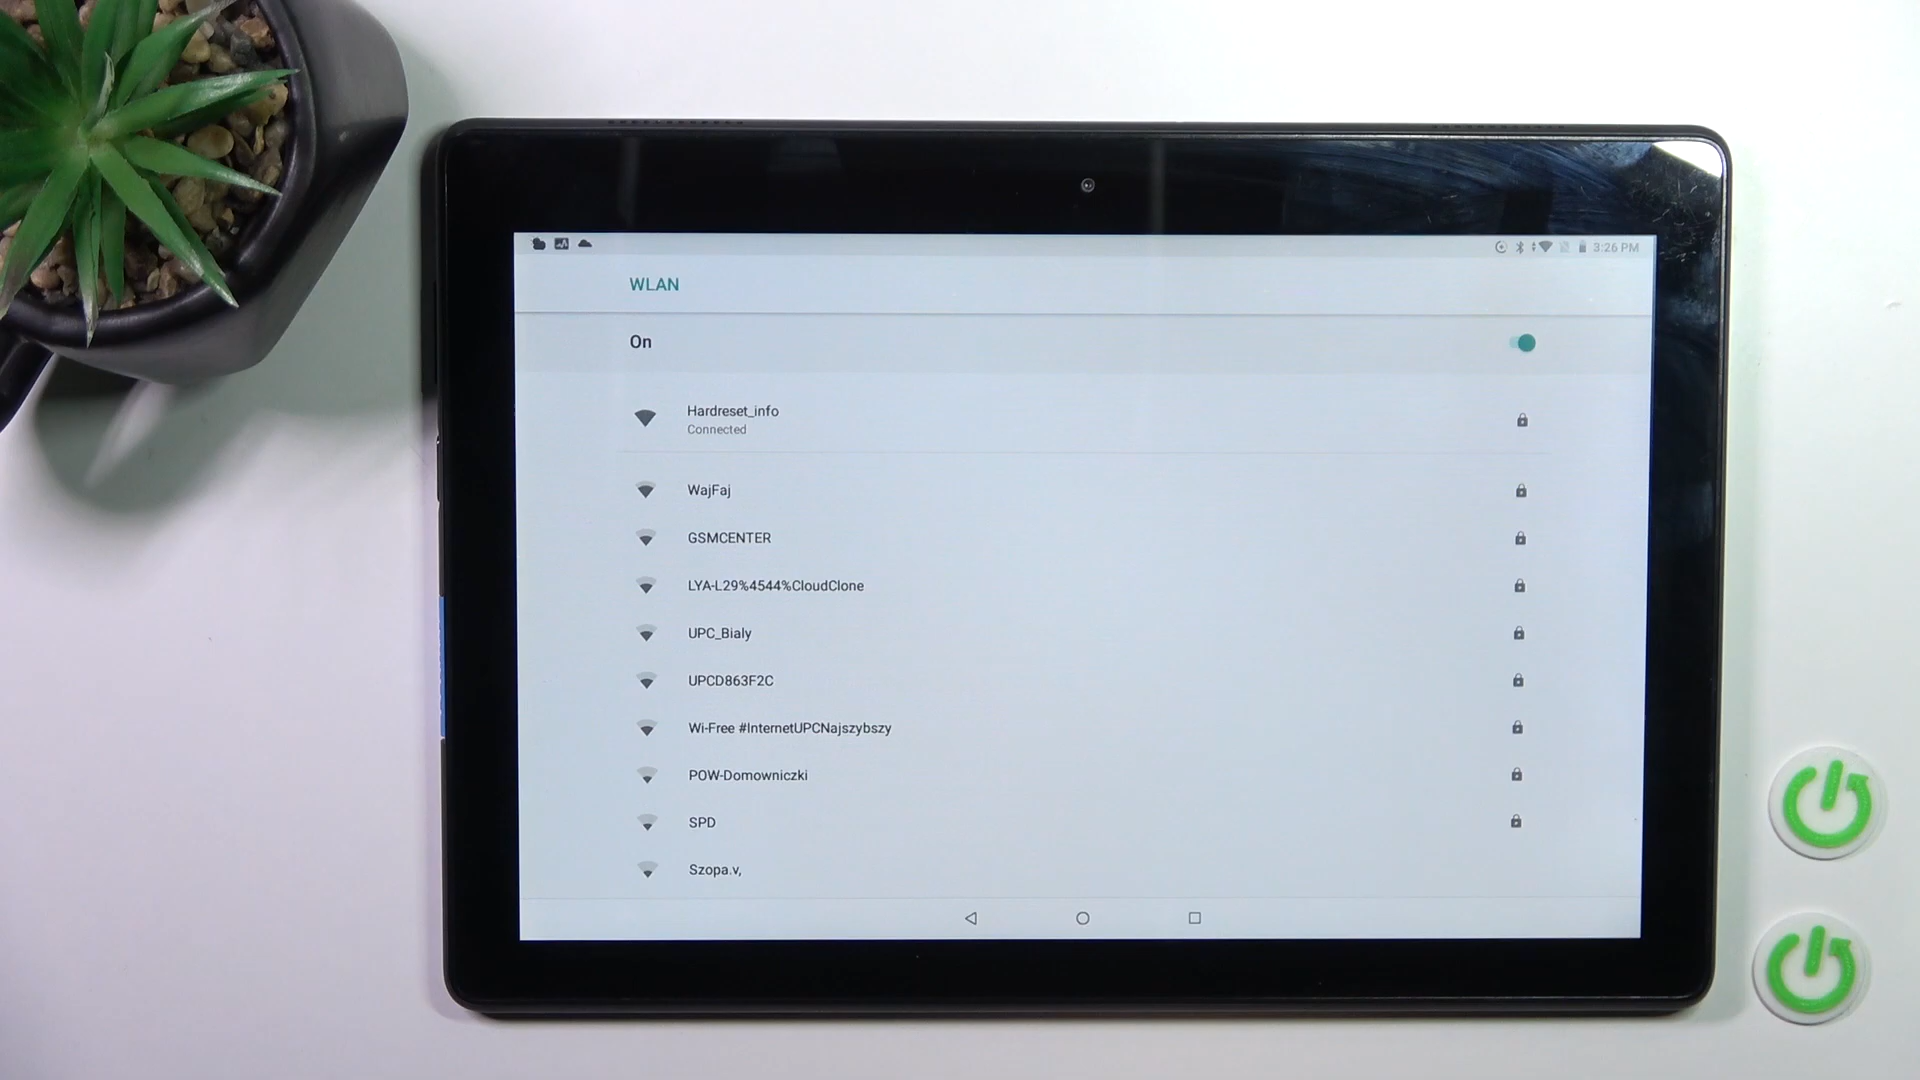 3:26 PM
WLAN
On
Hardreset_info
Connected
WajFaj
GSMCENTER
LYA-L29%4544%CloudClone
UPC_Bialy
UPCD863F2C
Wi-Free #InternetUPCNajszybszy
POW-Domowniczki
SPD
Szopa.v,